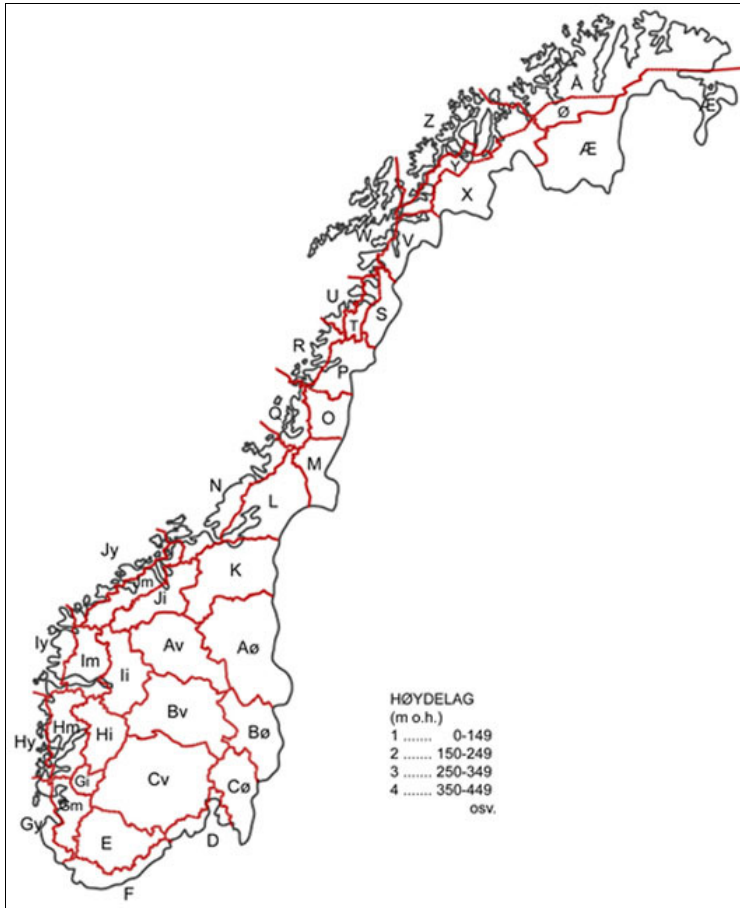 Å
Æ
Ø
Z
Æ
Y
X
W
V
U
S
T
R
P
Q
O
M
N
L
Jy
K
Jm
Ji
Iy
Av
Aø
Im
Ii
Hm
Bv
Hy
Hi
Bø
Gi
Cv
Cø
Gm
Gy
D
E
F
HØYDELAG
(m o.h.)
1 ....... 0-149
2 ....... 150-249
3 ....... 250-349
4 ....... 350-449
osv.